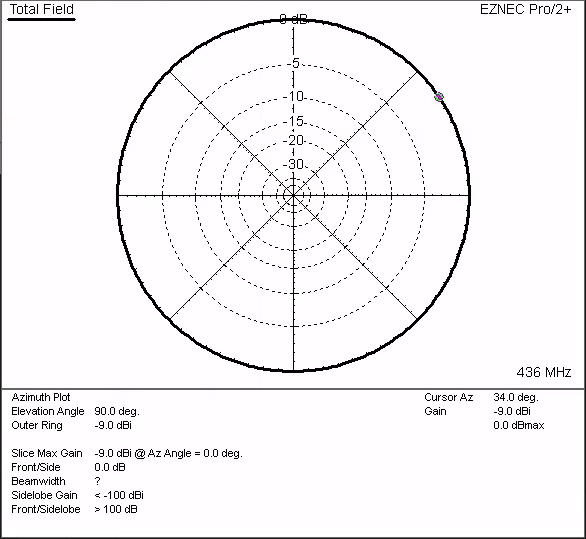 Total Field
EZNEC Pro/2+
0 dB
-5
-10
-15
-20
-30
436 MHz
Azimuth Plot
Elevation Angle 90.0 deg.
Outer Ring -9.0 dBi
Cursor Az 34.0 deg.
Gain -9.0 dBi
0.0 dBmax
Slice Max Gain -9.0 dBi @ Az Angle = 0.0 deg.
Front/Side 0.0 dB
Beamwidth ?
Sidelobe Gain < -100 dBi
Front/Sidelobe > 100 dB